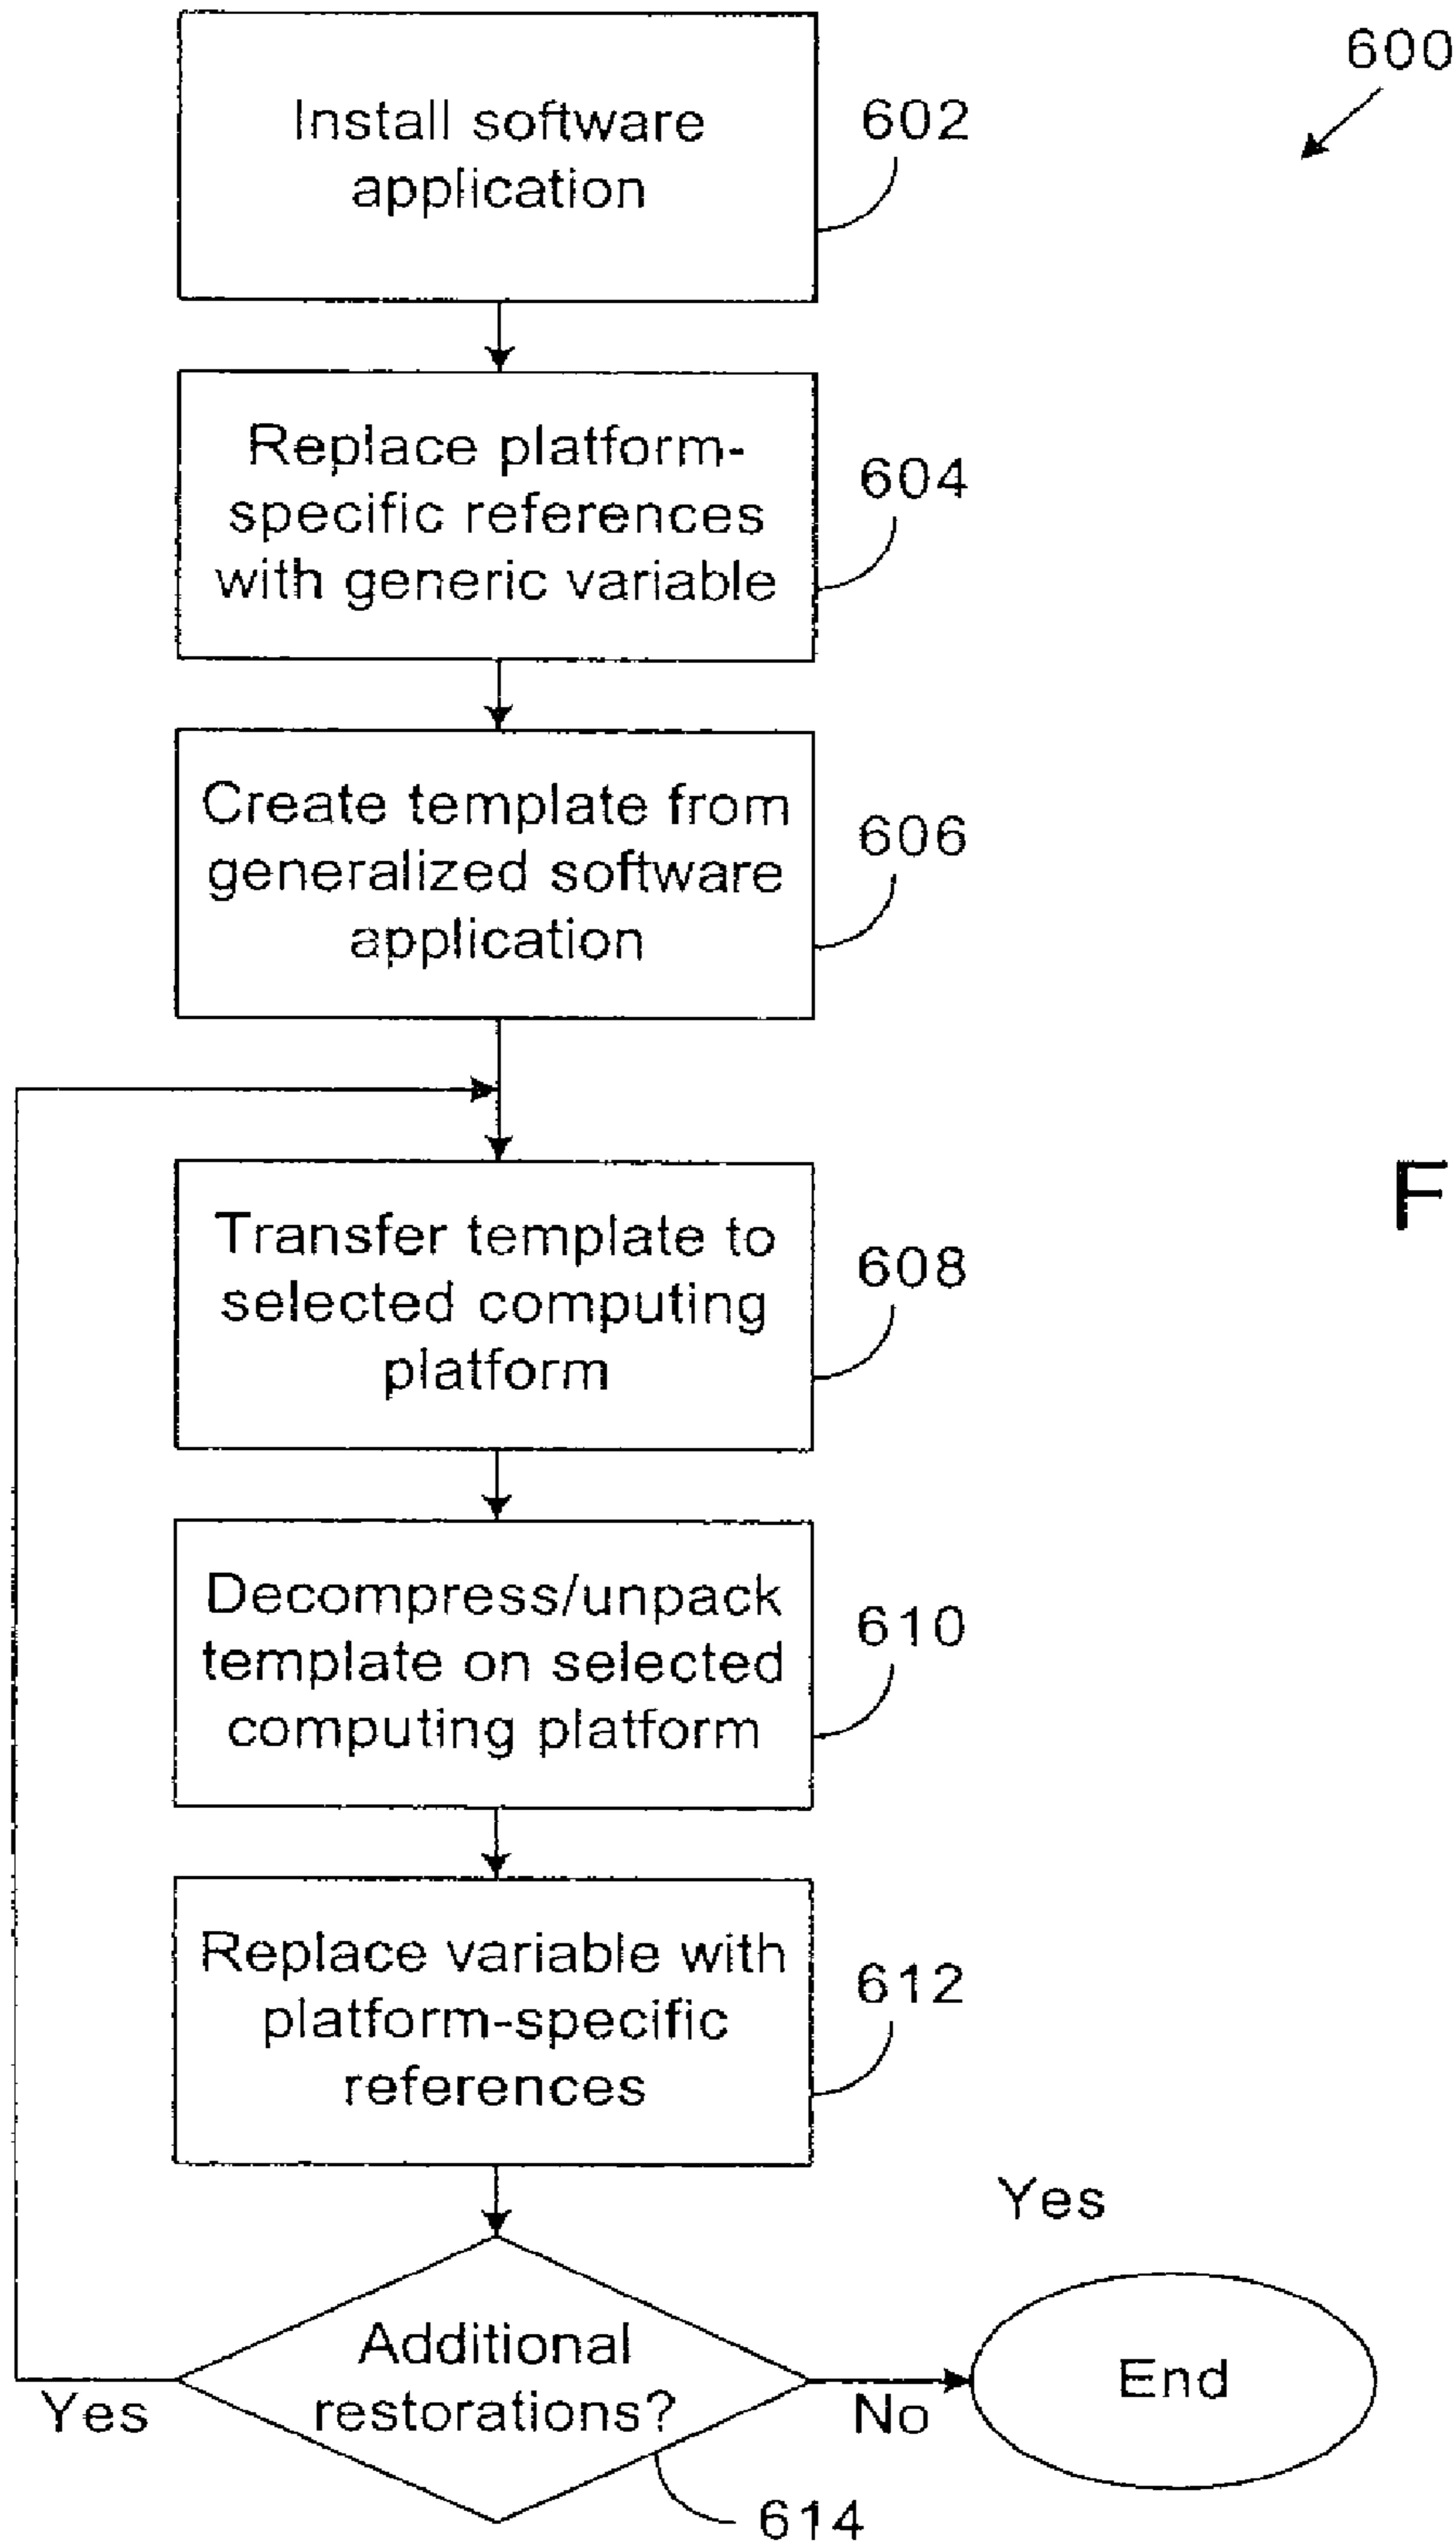 600
Install software
application
602
Replace platform-
specific references
with generic variable
604
Create template from
generalized software
application
606
Transfer template to
selected computing
platform
608
F
Decompress/unpack
template on selected
computing platform
610
Replace variable with
platform-specific
references
612
Yes
Additional
restorations?
Yes
No
End
614